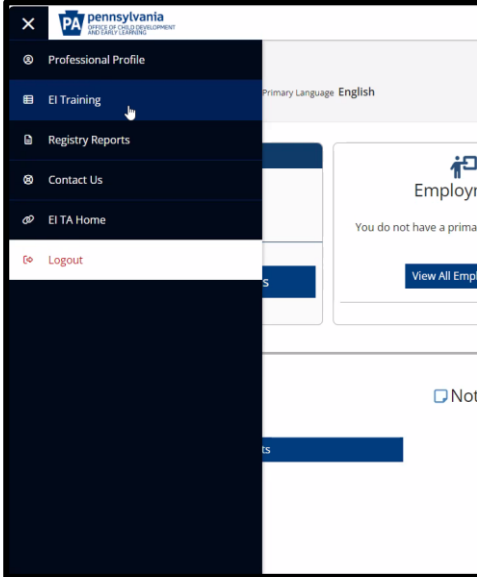 pennsylvania
OFFICE OF CHILD DEVELOPMENT
AND EARLY LEARNING
Professional Profile
EI Training
Registry Reports
Contact Us
EI TA Home
Logout
Primary Language English
Employ
You do not have a prima
View All Empl
s
Not
ts